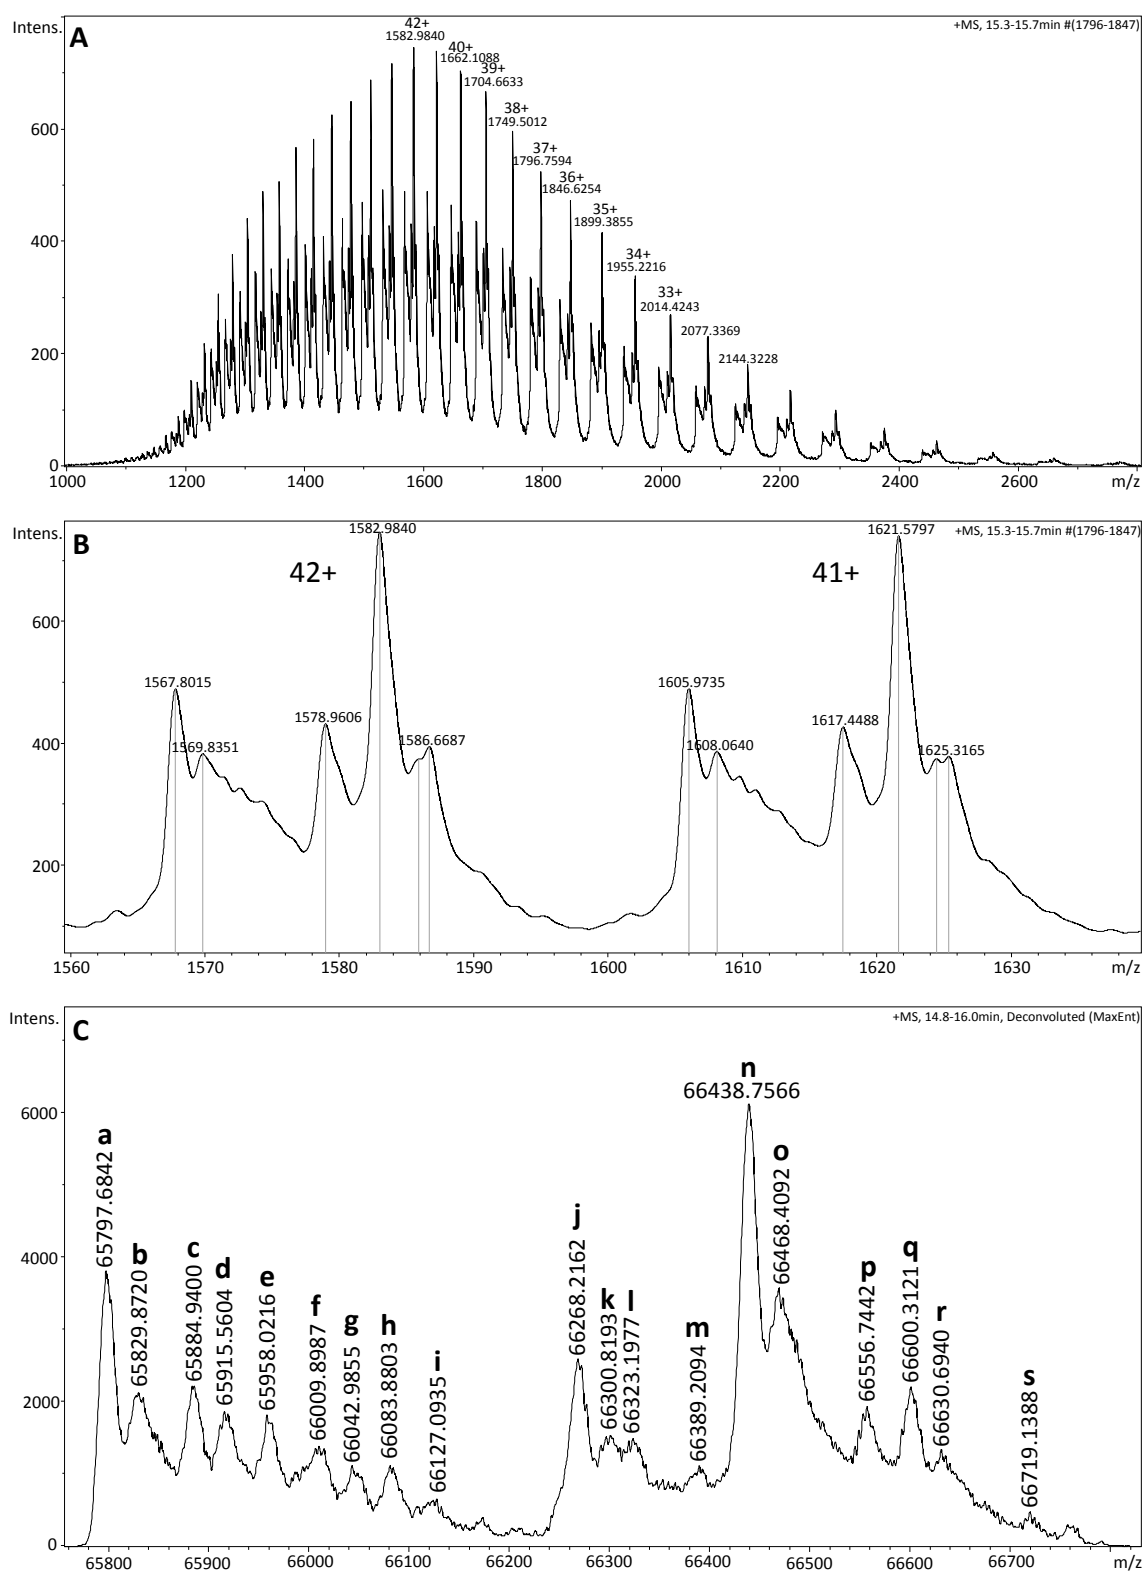 Intens.
A
+MS, 15.3-15.7min #(1796-1847)
42+
1582.9840
40+
1662.1088
39+
1704.6633
38+
1749.5012
37+
1796.7594
36+
1846.6254
35+
1899.3855
34+
1955.2216
33+
2014.4243
2077.3369
2144.3228
600
400
200
0
1000 1200 1400 1600 1800 2000 2200 2400 2600 m/z
Intens.
B
+MS, 15.3-15.7min #(1796-1847)
42+
41+
1582.9840
1621.5797
1567.8015
1569.8351
1578.9606
1586.6687
1605.9735
1608.0640
1617.4488
1625.3165
600
400
200
1560 1570 1580 1590 1600 1610 1620 1630 m/z
Intens.
C
+MS, 14.8-16.0min, Deconvoluted (MaxEnt)
a
65797.6842
b
65829.8720
c
65884.9400
d
65915.5604
e
65958.0216
f
66009.8987
g
66042.9855
h
66083.8803
i
66127.0935
j
66268.2162
k
66300.8193
l
66323.1977
m
66389.2094
n
66438.7566
o
66468.4092
p
66556.7442
q
66600.3121
r
66630.6940
s
66719.1388
6000
4000
2000
0
65800 65900 66000 66100 66200 66300 66400 66500 66600 66700 m/z